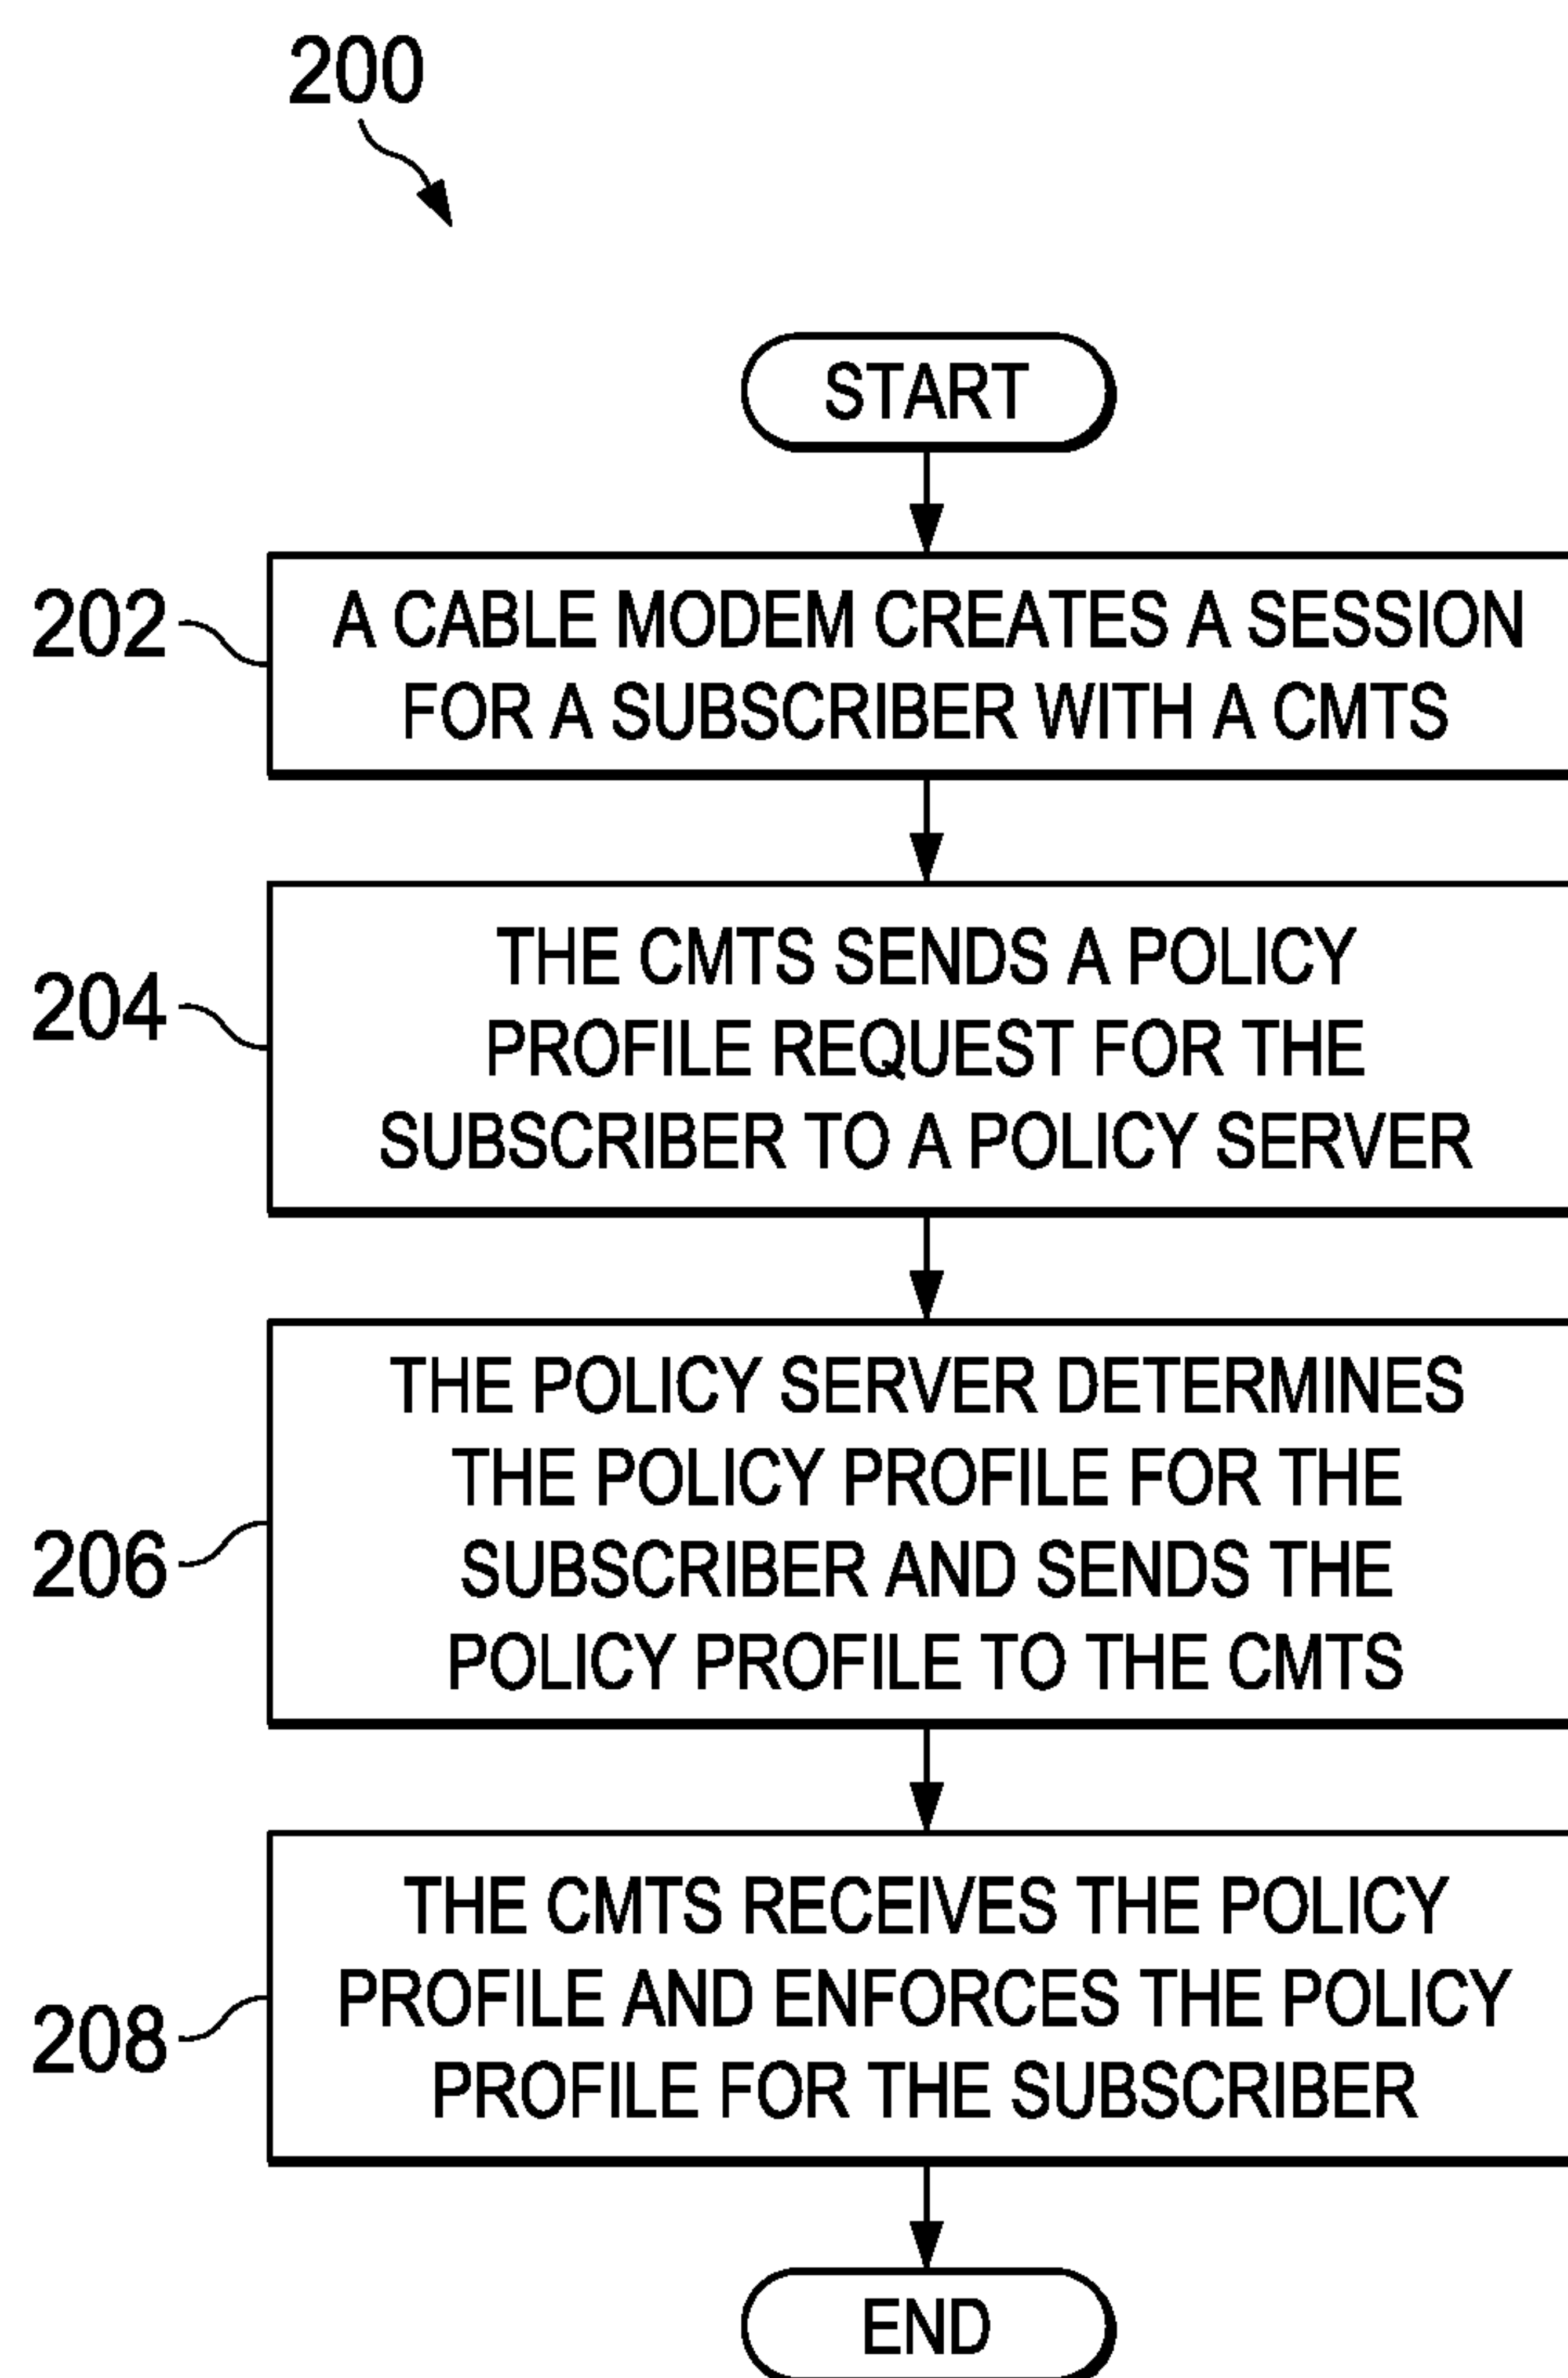 200
START
202
A CABLE MODEM CREATES A SESSION
FOR A SUBSCRIBER WITH A CMTS
204
THE CMTS SENDS A POLICY
PROFILE REQUEST FOR THE
SUBSCRIBER TO A POLICY SERVER
206
THE POLICY SERVER DETERMINES
THE POLICY PROFILE FOR THE
SUBSCRIBER AND SENDS THE
POLICY PROFILE TO THE CMTS
208
THE CMTS RECEIVES THE POLICY
PROFILE AND ENFORCES THE POLICY
PROFILE FOR THE SUBSCRIBER
END